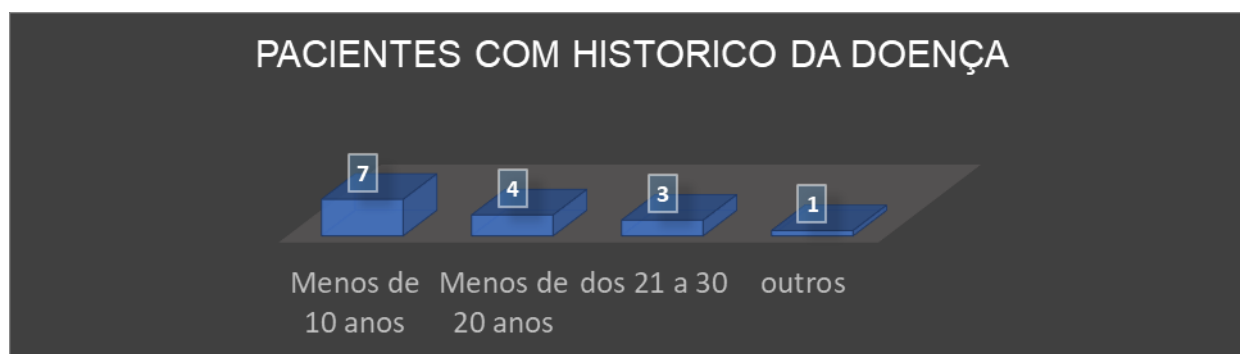 PACIENTES COM HISTORICO DA DOENÇA
7
4
3
1
Menos de 10 anos
Menos de 20 anos
dos 21 a 30
outros